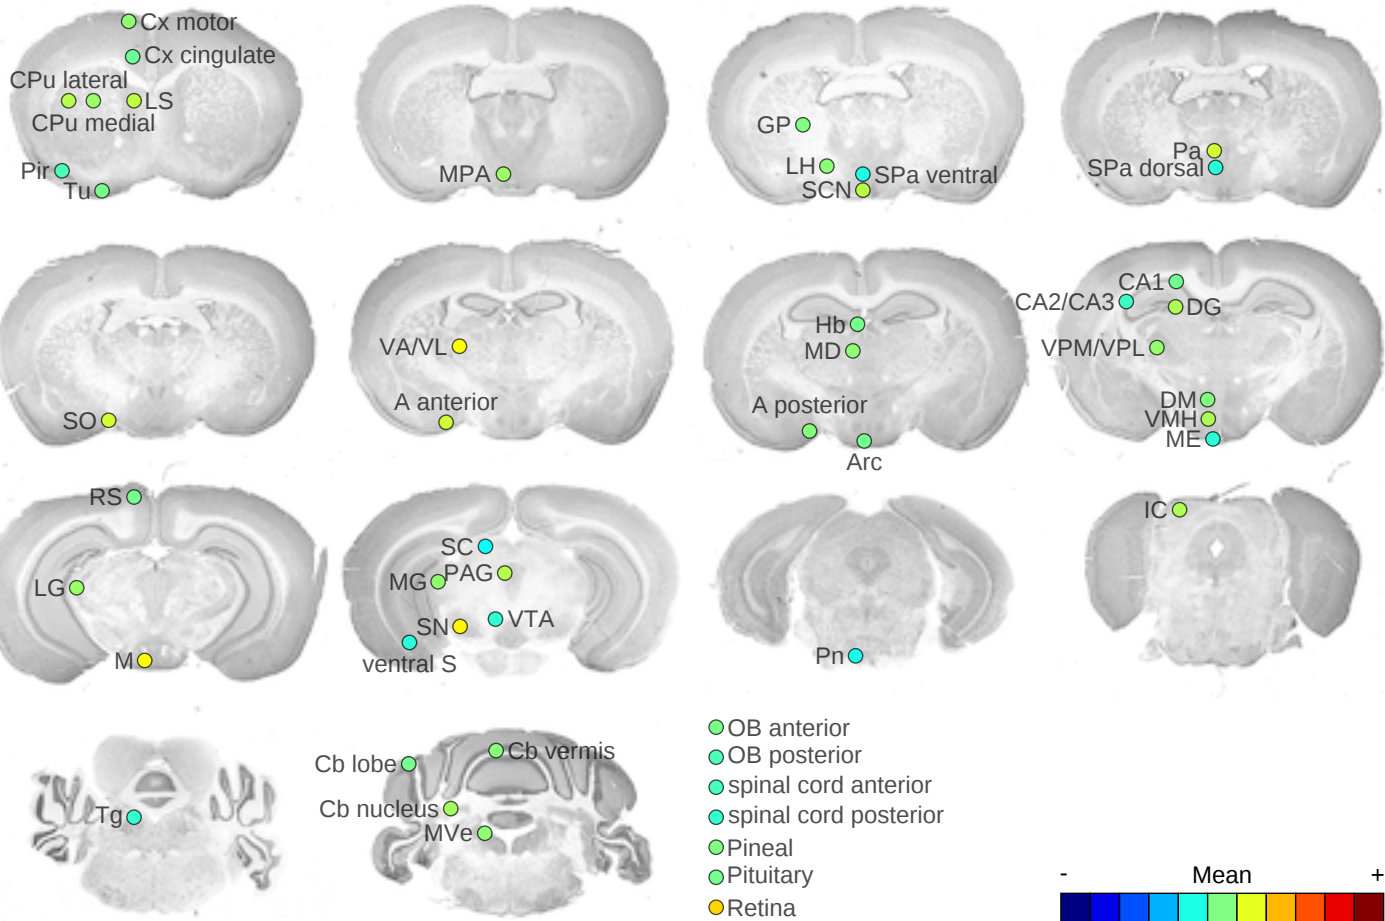 Cx motor
Cx cingulate
CPu lateral
LS
CPu medial
Pir
Tu
MPA
GP
LH
SPa ventral
SCN
Pa
SPa dorsal
SO
VA/VL
A anterior
Hb
MD
A posterior
Arc
CA1
CA2/CA3
DG
VPM/VPL
DM
VMH
ME
RS
LG
M
SC
PAG
MG
SN
VTA
ventral S
Pn
IC
Tg
Cb vermis
Cb lobe
Cb nucleus
MVe
OB anterior
OB posterior
spinal cord anterior
spinal cord posterior
Pineal
Pituitary
Retina
- Mean +